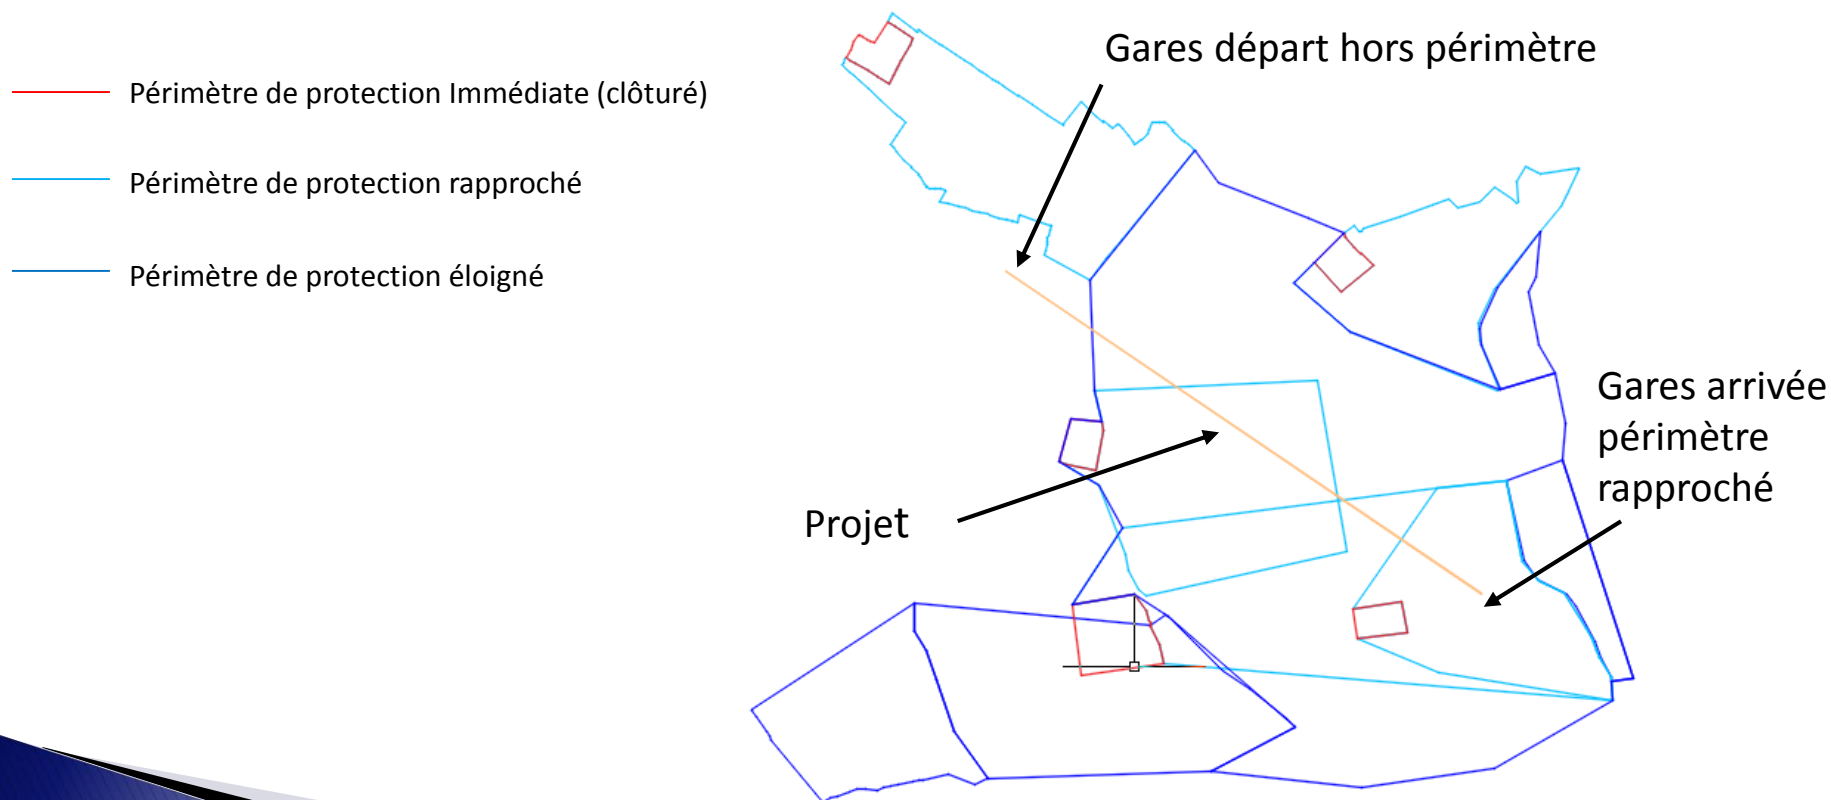 Gares départ hors périmètre
Périmètre de protection Immédiate (clôturé)
Périmètre de protection rapproché
Périmètre de protection éloigné
Gares arrivée
périmètre
rapproché
Projet